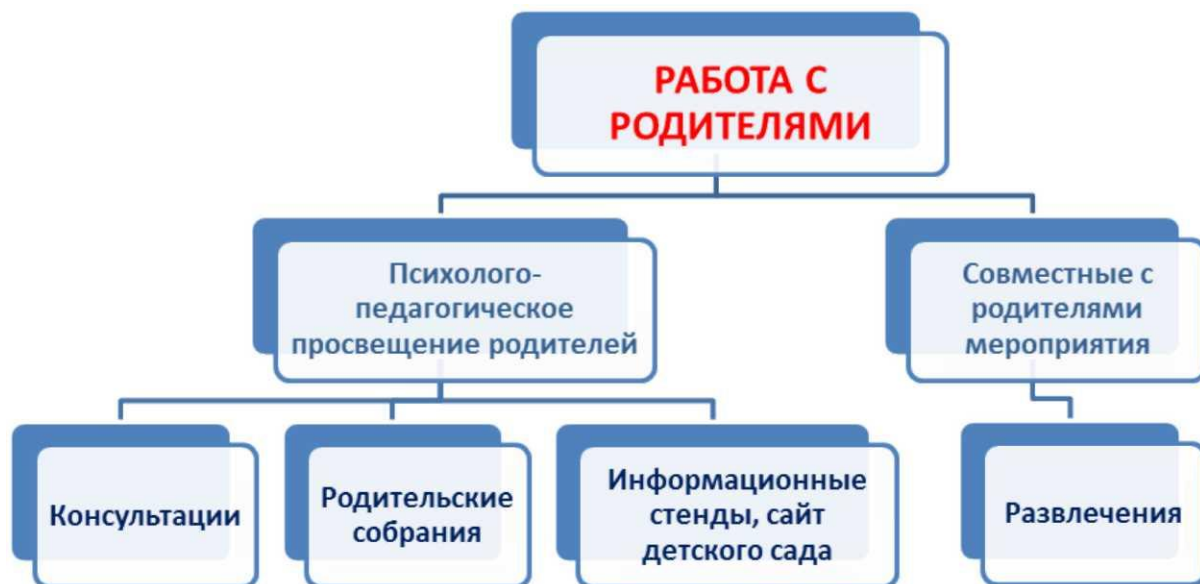 РАБОТА С
РОДИТЕЛЯМИ
Психолого-
педагогическое
просвещение родителей
Совместные с
родителями
мероприятия
Консультации
Родительские
собрания
Информационные
стенды, сайт
детского сада
Развлечения